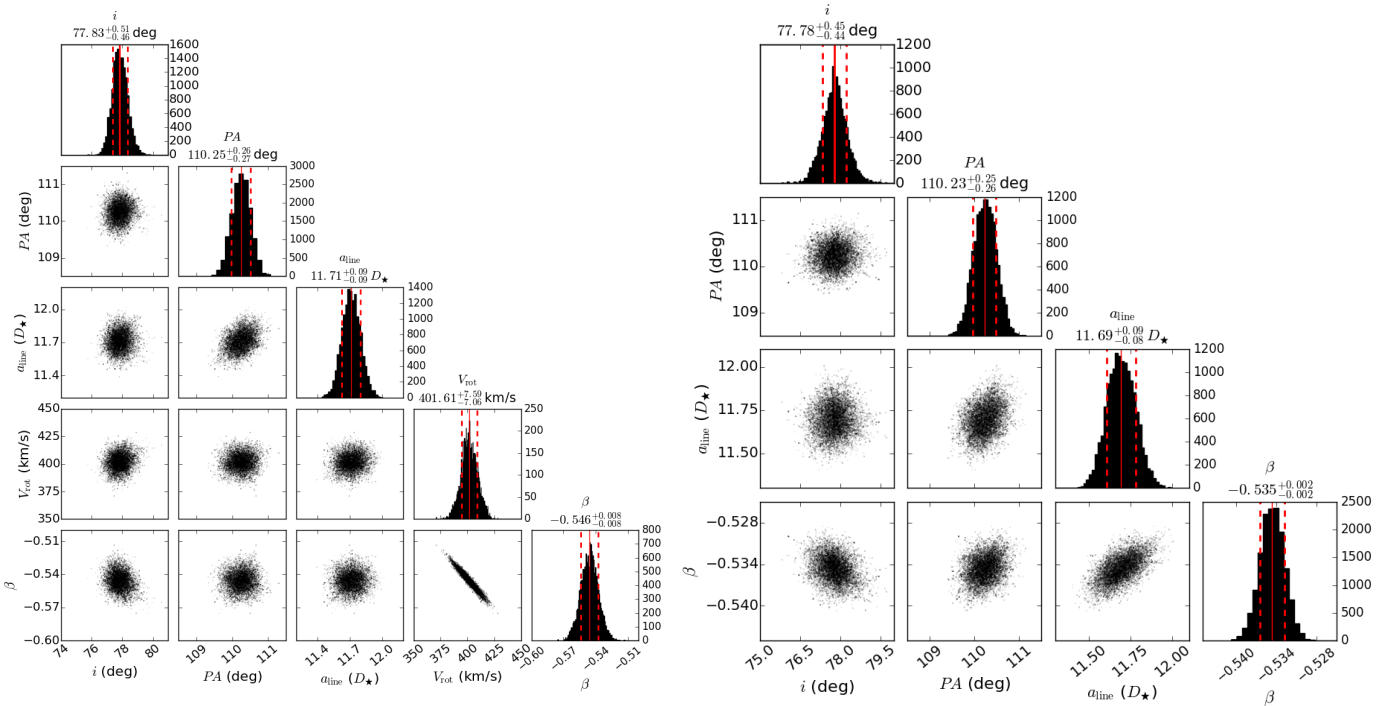 i
77.83+0.51−0.46 deg
1600
1400
1200
1000
800
600
400
200
0
PA
110.25+0.26−0.27 deg
PA (deg)
111
110
109
3000
2500
2000
1500
1000
500
0
a_line
11.71+0.09−0.09 D★
a_line (D★)
12.0
11.7
11.4
1400
1200
1000
800
600
400
200
0
V_rot
401.61+7.59−7.06 km/s
V_rot (km/s)
450
425
400
375
350
250
200
150
100
50
0
β
−0.546+0.008−0.008
β
−0.51
−0.54
−0.57
−0.60
800
700
600
500
400
300
200
100
0
74 76 78 80
109 110 111
11.4 11.7 12.0
350 375 400 425 450
−0.60 −0.57 −0.54 −0.51
i (deg)
PA (deg)
a_line (D★)
V_rot (km/s)
β
i
77.78+0.45−0.44 deg
1200
1000
800
600
400
200
0
PA
110.23+0.25−0.26 deg
PA (deg)
111
110
109
1200
1000
800
600
400
200
0
a_line
11.69+0.09−0.08 D★
a_line (D★)
12.00
11.75
11.50
1200
1000
800
600
400
200
0
β
−0.535+0.002−0.002
β
−0.528
−0.534
−0.540
2500
2000
1500
1000
500
0
75.0 76.5 78.0 79.5
109 110 111
11.50 11.75 12.00
−0.540 −0.534 −0.528
i (deg)
PA (deg)
a_line (D★)
β